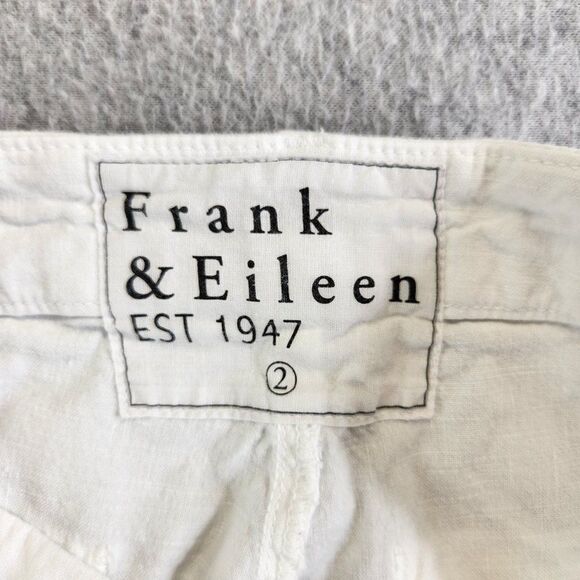 Frank
& Eileen
EST 1947
②